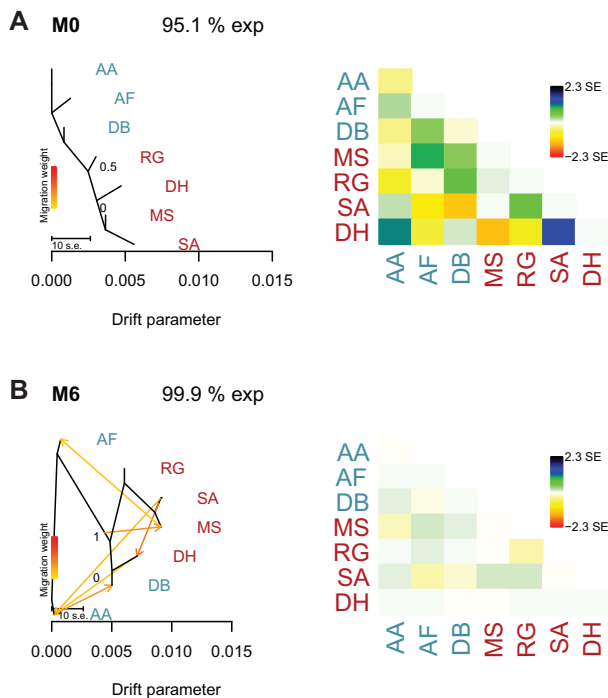 A M0 95.1 % exp
AA
AF
DB
RG
DH
MS
SA
Migration weight
0.5
0
10 s.e.
0.000 0.005 0.010 0.015
Drift parameter
AA
AF
DB
MS
RG
SA
DH
AA AF DB MS RG SA DH
2.3 SE
−2.3 SE
B M6 99.9 % exp
AF
RG
SA
MS
DH
DB
AA
Migration weight
1
0
10 s.e.
0.000 0.005 0.010 0.015
Drift parameter
AA
AF
DB
MS
RG
SA
DH
AA AF DB MS RG SA DH
2.3 SE
−2.3 SE